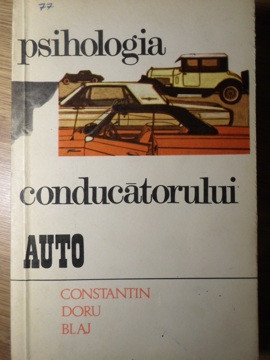 77
psihologia
conducătorului
AUTO
CONSTANTIN
DORU
BLAJ